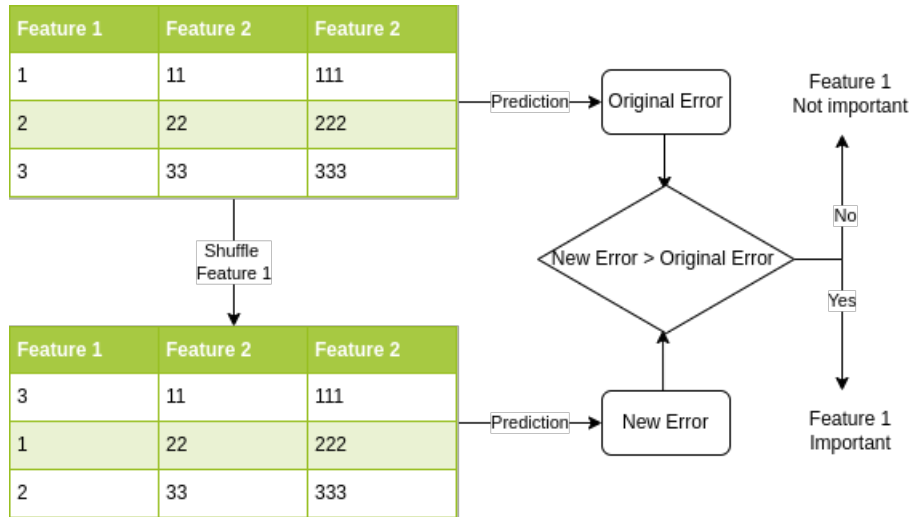 Feature 1 Feature 2 Feature 2
1 11 111
2 22 222
3 33 333
Prediction
Original Error
Feature 1
Not important
No
New Error > Original Error
Yes
Shuffle
Feature 1
Feature 1 Feature 2 Feature 2
3 11 111
1 22 222
2 33 333
Prediction
New Error
Feature 1
Important